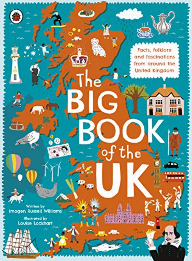 Facts, folklore
and fascinations
from around the
United Kingdom
The
BIG
BOOK
of the
UK
Written by
Imogen Russell Williams
Illustrated by
Louise Lockhart